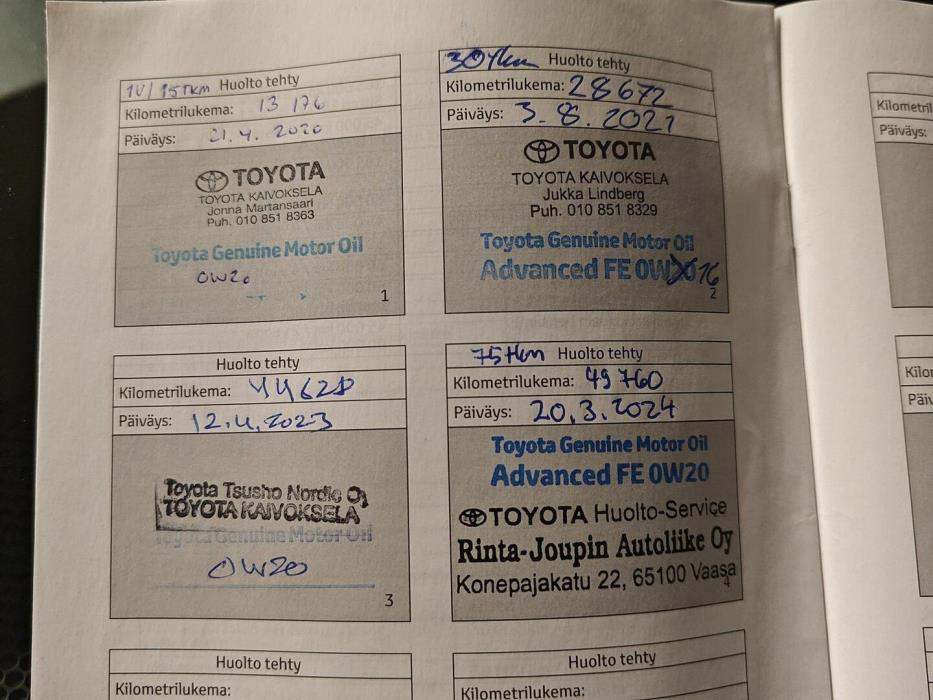 1V/15Tkm Huolto tehty
Kilometrilukema: 13 176
Päiväys: 21.4. 2020
TOYOTA
TOYOTA KAIVOKSELA
Jonna Martansaari
Puh. 010 851 8363
Toyota Genuine Motor Oil
0W20
1
30Tkm Huolto tehty
Kilometrilukema: 28672
Päiväys: 3.8.2021
TOYOTA
TOYOTA KAIVOKSELA
Jukka Lindberg
Puh. 010 851 8329
Toyota Genuine Motor Oil
Advanced FE 0W20 16
2
Huolto tehty
Kilometrilukema: 44628
Päiväys: 12.4.2023
Toyota Tsusho Nordic Oy
TOYOTA KAIVOKSELA
Toyota Genuine Motor Oil
0W20
3
75tkm Huolto tehty
Kilometrilukema: 49760
Päiväys: 20.3.2024
Toyota Genuine Motor Oil
Advanced FE 0W20
TOYOTA Huolto-Service
Rinta-Joupin Autoliike Oy
Konepajakatu 22, 65100 Vaasa
4
Huolto tehty
Kilometrilukema:
Huolto tehty
Kilometrilukema: